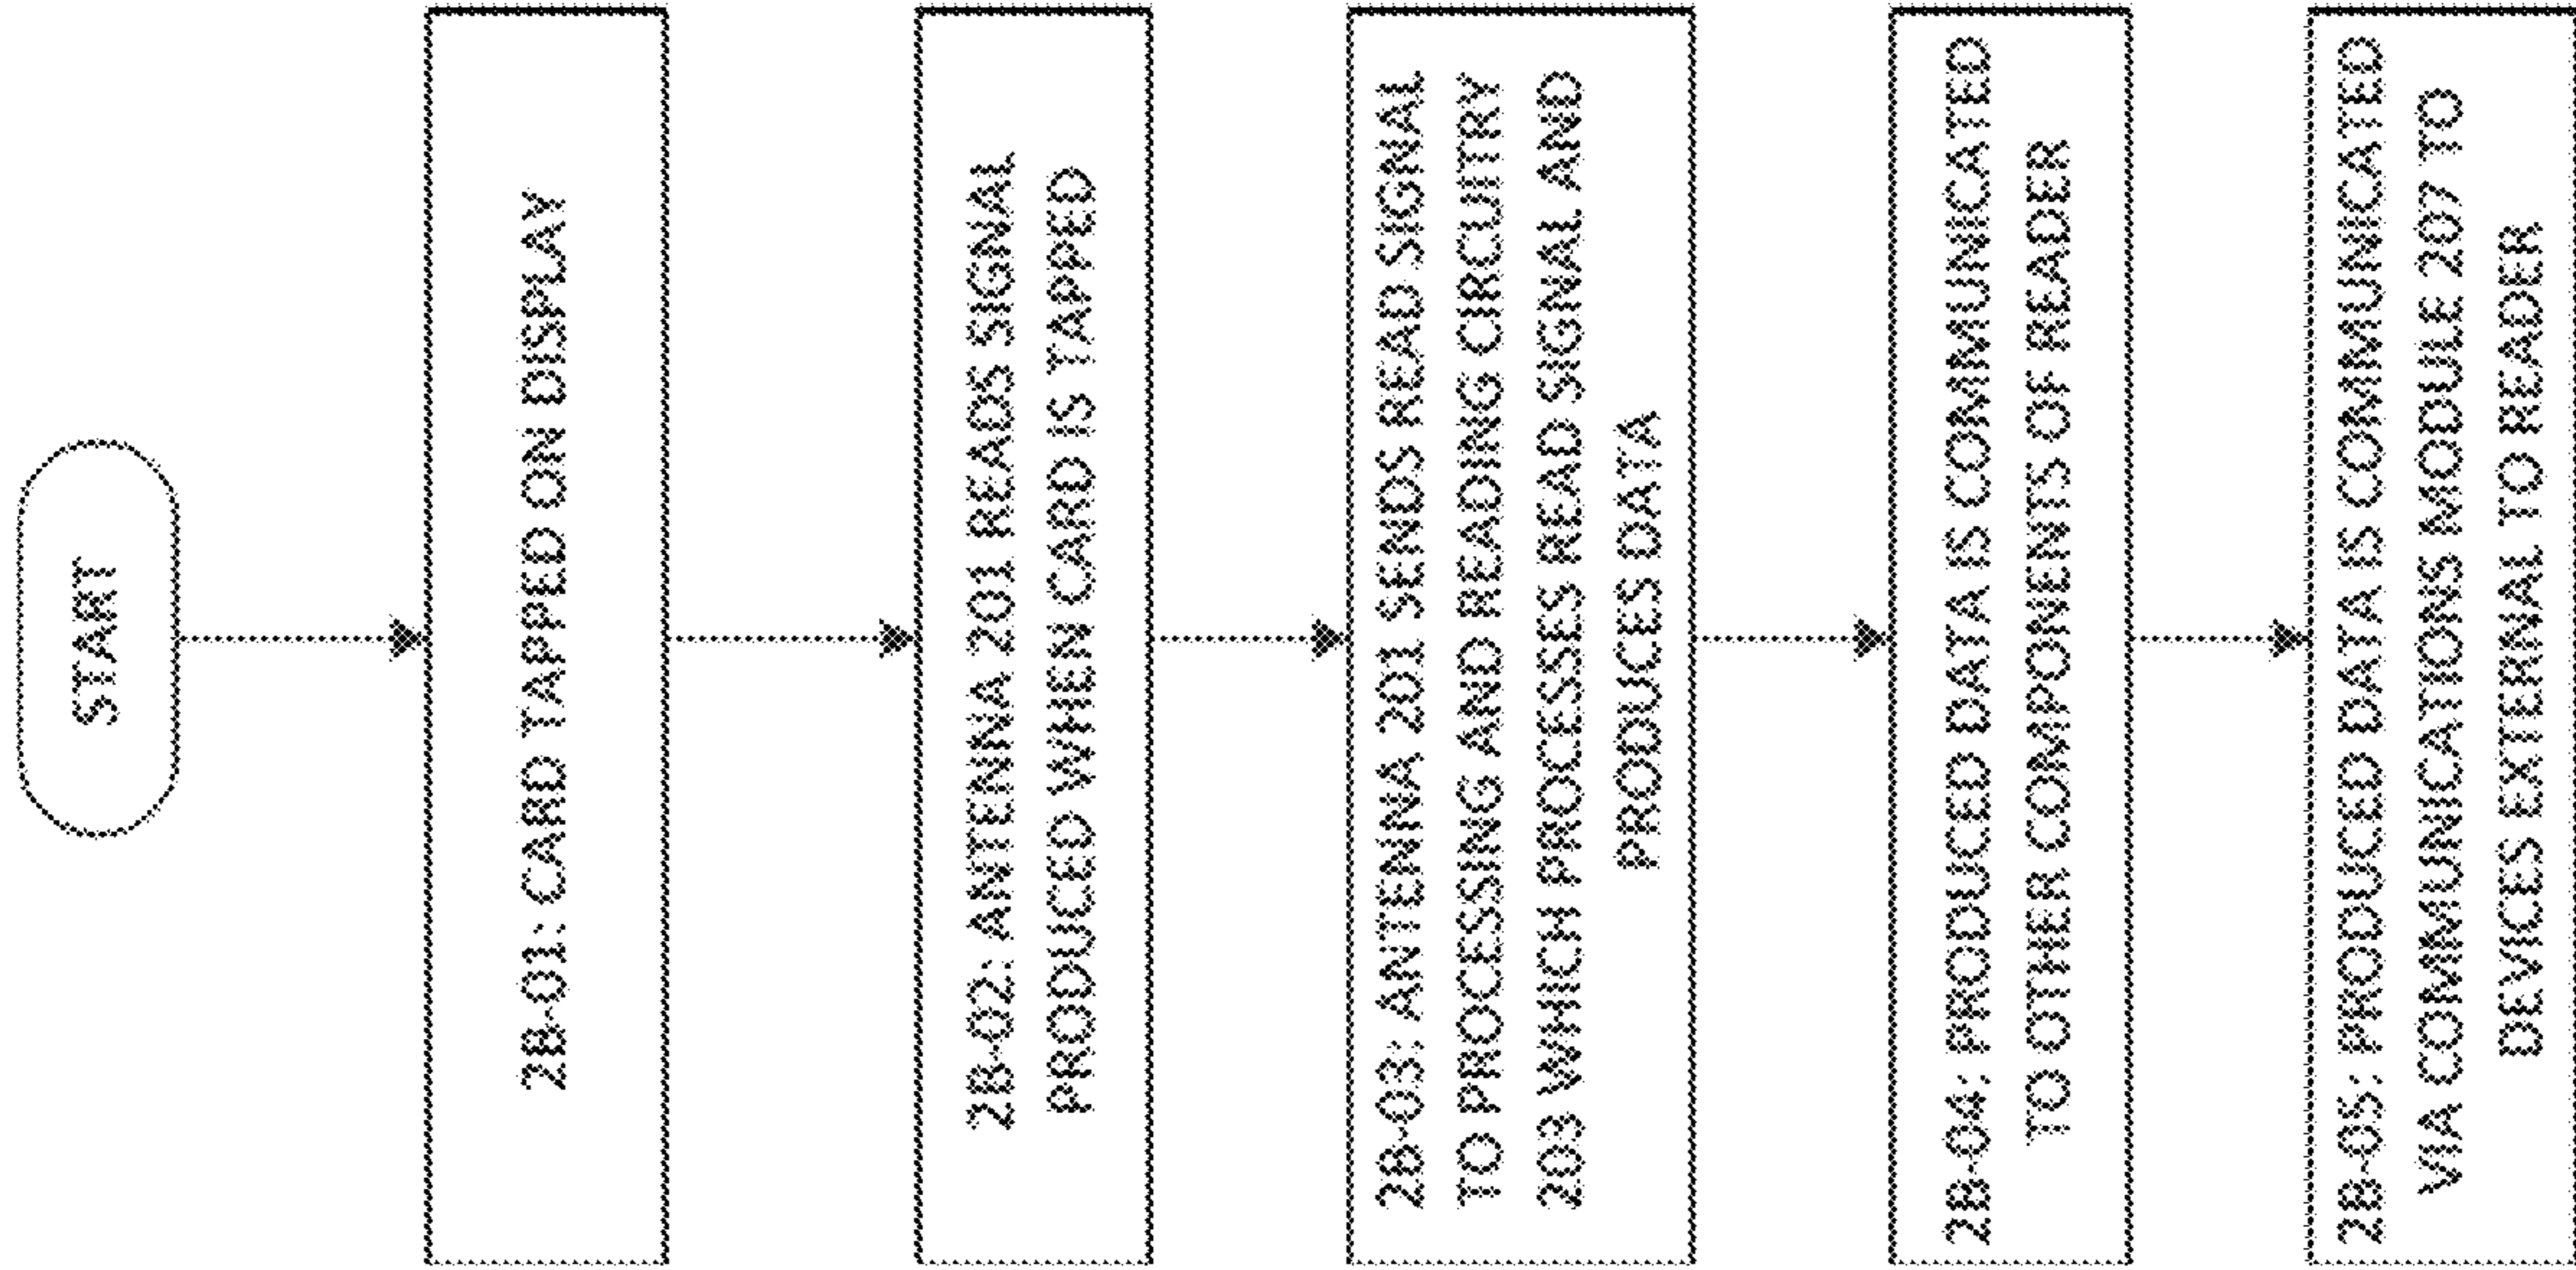 START
2B-01: CARD TAPPED ON DISPLAY
2B-02: ANTENNA 201 READS SIGNAL
PRODUCED WHEN CARD IS TAPPED
2B-03: ANTENNA 201 SENDS READ SIGNAL
TO PROCESSING AND READING CIRCUITRY
203 WHICH PROCESSES READ SIGNAL AND
PRODUCES DATA
2B-04: PRODUCED DATA IS COMMUNICATED
TO OTHER COMPONENTS OF READER
2B-05: PRODUCED DATA IS COMMUNICATED
VIA COMMUNICATIONS MODULE 207 TO
DEVICES EXTERNAL TO READER